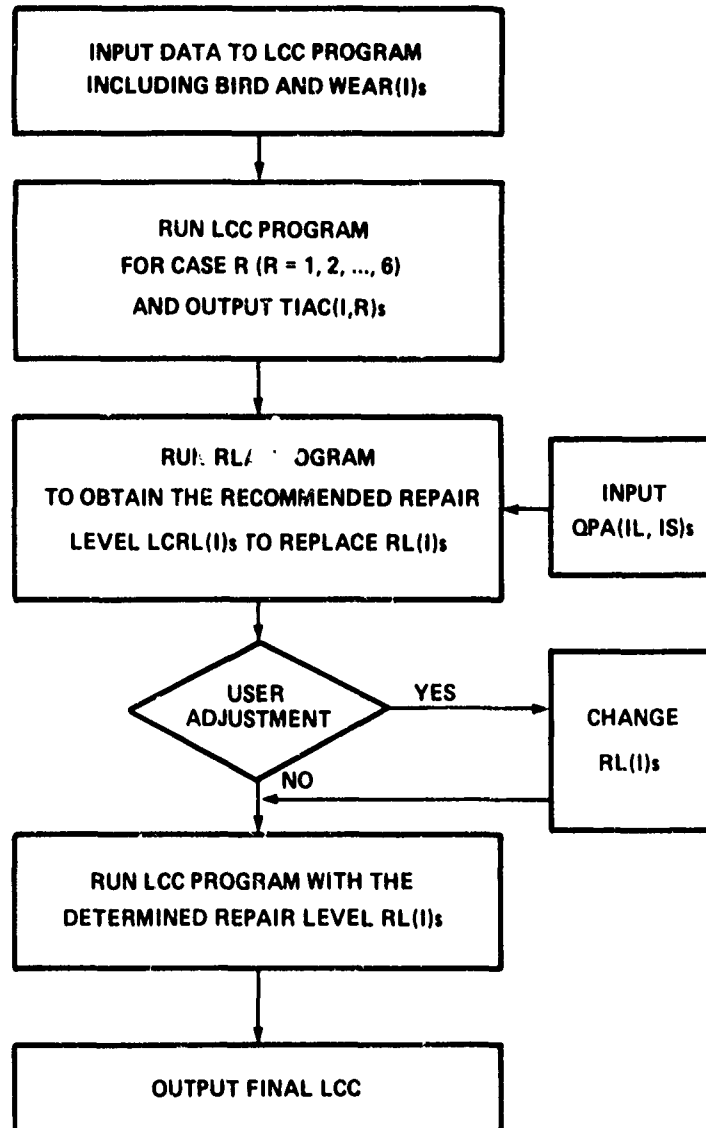 INPUT DATA TO LCC PROGRAM
INCLUDING BIRD AND WEAR(I)s
RUN LCC PROGRAM
FOR CASE R (R = 1, 2, ..., 6)
AND OUTPUT TIAC(I,R)s
TO OBTAIN THE RECOMMENDED REPAIR
LEVEL LCRL(I)s TO REPLACE RL(I)s
INPUT
QPA(IL, IS)s
USER
ADJUSTMENT
YES
NO
CHANGE
RL(I)s
RUN LCC PROGRAM WITH THE
DETERMINED REPAIR LEVEL RL(I)s
OUTPUT FINAL LCC